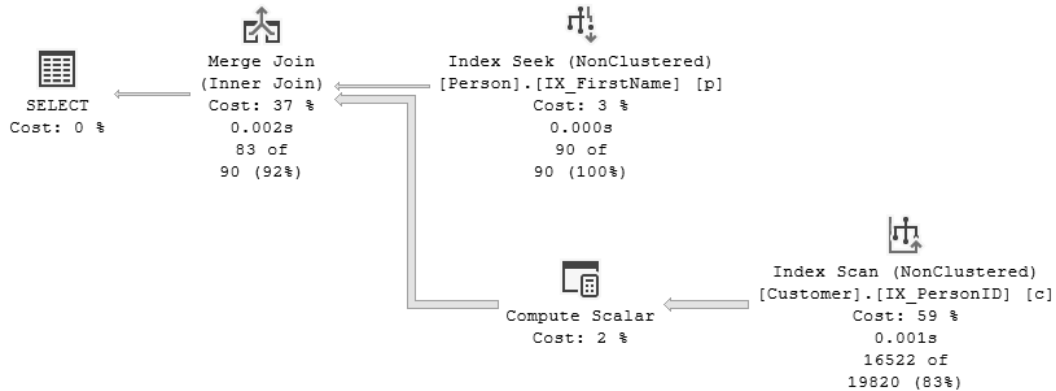 SELECT
Cost: 0 %
Merge Join
(Inner Join)
Cost: 37 %
0.002s
83 of
90 (92%)
Index Seek (NonClustered)
[Person].[IX_FirstName] [p]
Cost: 3 %
0.000s
90 of
90 (100%)
Compute Scalar
Cost: 2 %
Index Scan (NonClustered)
[Customer].[IX_PersonID] [c]
Cost: 59 %
0.001s
16522 of
19820 (83%)